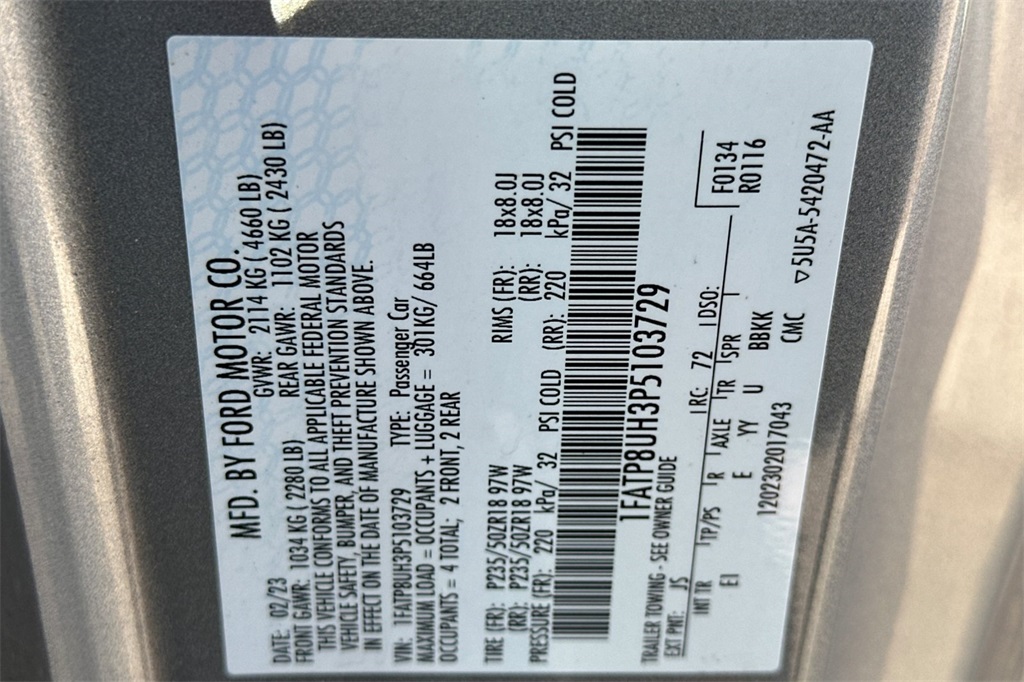 MFD. BY FORD MOTOR CO.
DATE: 02/23 GVWR: 2114 KG ( 4660 LB)
FRONT GAWR: 1034 KG ( 2280 LB) REAR GAWR: 1102 KG ( 2430 LB)
THIS VEHICLE CONFORMS TO ALL APPLICABLE FEDERAL MOTOR
VEHICLE SAFETY, BUMPER, AND THEFT PREVENTION STANDARDS
IN EFFECT ON THE DATE OF MANUFACTURE SHOWN ABOVE.
VIN: 1FATP8UH3P5103729 TYPE: Passenger Car
MAXIMUM LOAD = OCCUPANTS + LUGGAGE = 301KG/ 664LB
OCCUPANTS = 4 TOTAL; 2 FRONT, 2 REAR
TIRE (FR): P235/50ZR18 97W RIMS (FR): 18x8.0J
(RR): P235/50ZR18 97W (RR): 18x8.0J
PRESSURE (FR): 220 kPa/ 32 PSI COLD (RR): 220 kPa/ 32 PSI COLD
1FATP8UH3P5103729
TRAILER TOWING - SEE OWNER GUIDE
EXT PNT: JS RC: 72 DSO: F0134
INT TR TP/PS R AXLE TR SPR R0116
EI E YY U BBKK
1202302017043 CMC ▽5U5A-5420472-AA